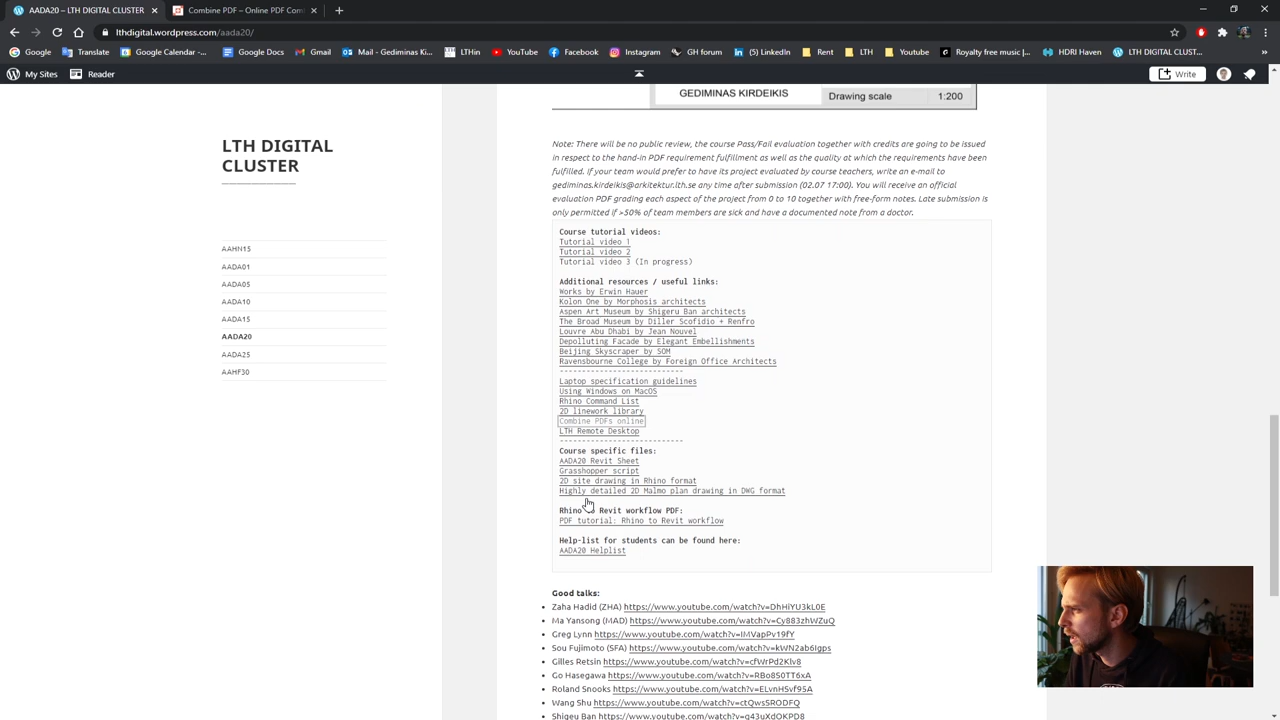 AADA20 – LTH DIGITAL CLUSTER
Combine PDF – Online PDF Com
lthdigital.wordpress.com/aada20/
Google
Translate
Google Calendar -...
Google Docs
Gmail
Mail - Gediminas Ki...
LTHin
YouTube
Facebook
Instagram
GH forum
LinkedIn (5)
Rent
LTH
Youtube
Royalty free music |...
HDRI Haven
LTH DIGITAL CLUST...
My Sites
Reader
Write
GEDIMINAS KIRDEIKIS
Drawing scale
1:200
LTH DIGITAL
CLUSTER
AAHN15
AADA01
AADA05
AADA10
AADA15
AADA20
AADA25
AAHF30
Note: There will be no public review, the course Pass/Fail evaluation together with credits are going to be issued
in respect to the hand-in PDF requirement fulfillment as well as the quality at which the requirements have been
fulfilled. If your team would prefer to have its project evaluated by course teachers, write an e-mail to
gediminas.kirdeikis@arkitektur.lth.se any time after submission (02.07 17:00). You will receive an official
evaluation PDF grading each aspect of the project from 0 to 10 together with free-form notes. Late submission is
only permitted if >50% of team members are sick and have a documented note from a doctor.
Course tutorial videos:
Tutorial video 1
Tutorial video 2
Tutorial video 3 (In progress)
Additional resources / useful links:
Works by Erwin Hauer
Kolon One by Morphosis architects
Aspen Art Museum by Shigeru Ban architects
The Broad Museum by Diller Scofidio + Renfro
Louvre Abu Dhabi by Jean Nouvel
Depolluting Facade by Elegant Embellishments
Beijing Skyscraper by SOM
Ravensbourne College by Foreign Office Architects
-------------------------
Laptop specification guidelines
Using Windows on MacOS
Rhino Command List
2D linework library
Combine PDFs online
LTH Remote Desktop
-------------------------
Course specific files:
AADA20 Revit Sheet
Grasshopper script
2D site drawing in Rhino format
Highly detailed 2D Malmo plan drawing in DWG format
Rhino to Revit workflow PDF:
PDF tutorial: Rhino to Revit workflow
Help-list for students can be found here:
AADA20 Helplist
Good talks:
Zaha Hadid (ZHA) https://www.youtube.com/watch?v=DhHiYU3kL0E
Ma Yansong (MAD) https://www.youtube.com/watch?v=Cy883zhWZuQ
Greg Lynn https://www.youtube.com/watch?v=IMVapPv19fY
Sou Fujimoto (SFA) https://www.youtube.com/watch?v=kWN2ab6Igps
Gilles Retsin https://www.youtube.com/watch?v=cfWrPd2Klv8
Go Hasegawa https://www.youtube.com/watch?v=RBo8S0TT6xA
Roland Snooks https://www.youtube.com/watch?v=ELvnHSvf95A
Wang Shu https://www.youtube.com/watch?v=ctQwsSRODFQ
Shigeu Ban https://www.youtube.com/watch?v=q43uXdOKPD8